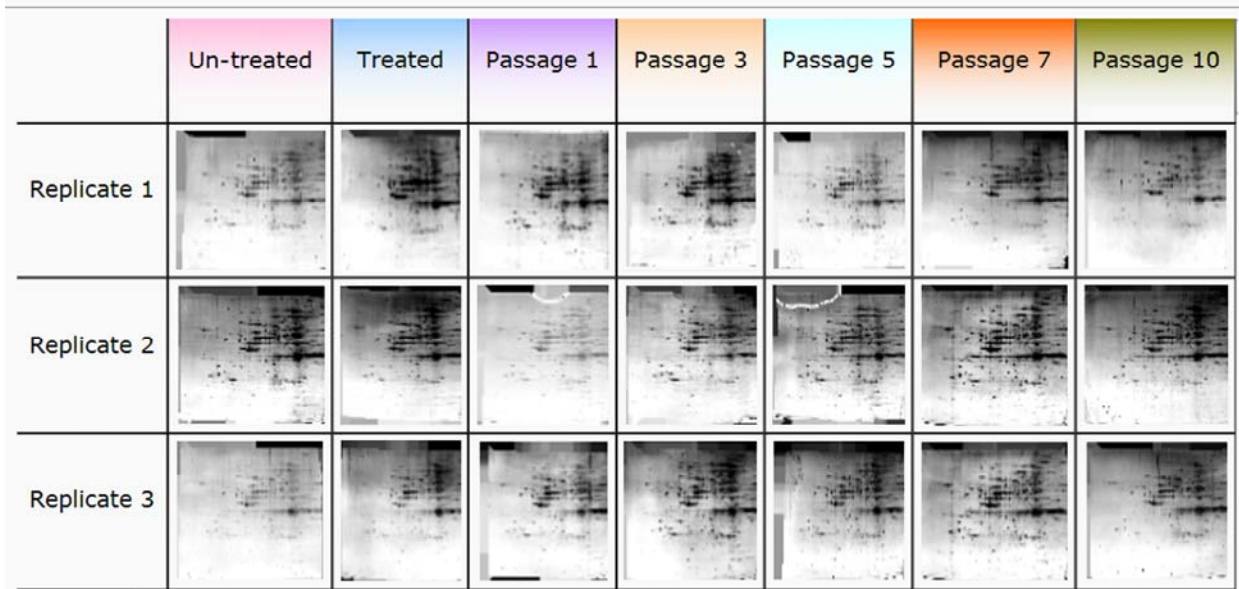 Un-treated Treated Passage 1 Passage 3 Passage 5 Passage 7 Passage 10
Replicate 1
Replicate 2
Replicate 3